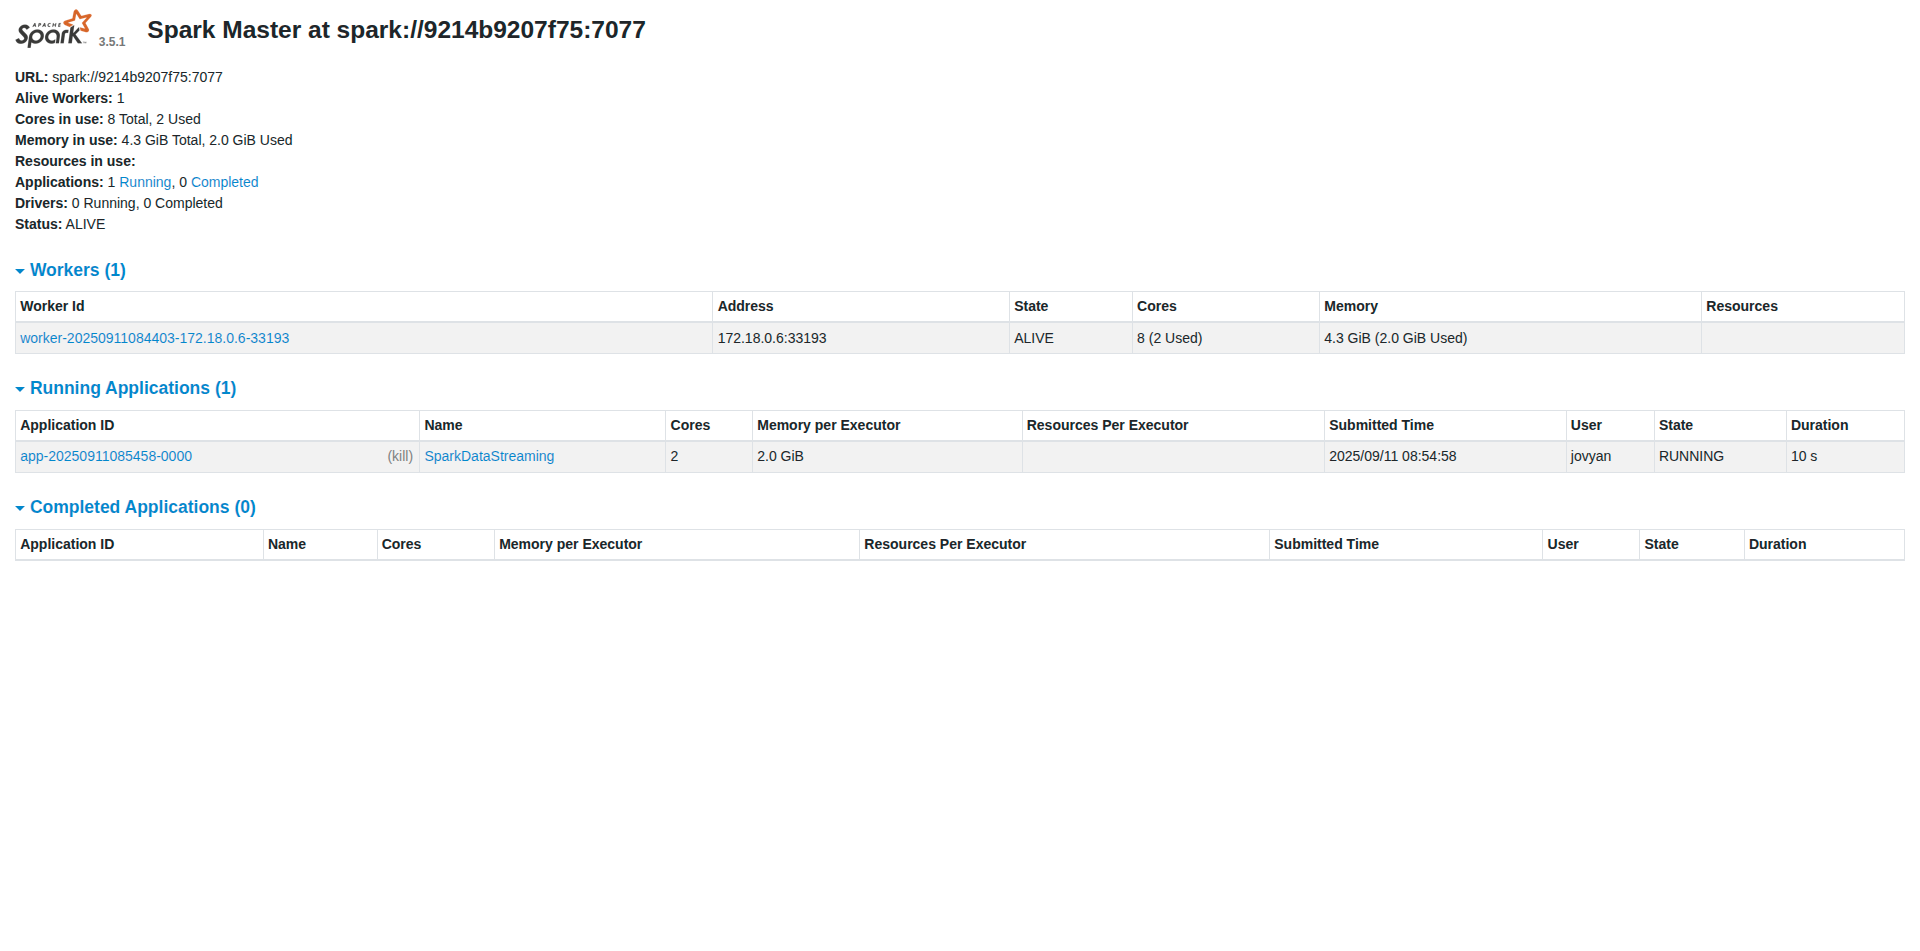 APACHE
Spark 3.5.1 Spark Master at spark://9214b9207f75:7077
URL: spark://9214b9207f75:7077
Alive Workers: 1
Cores in use: 8 Total, 2 Used
Memory in use: 4.3 GiB Total, 2.0 GiB Used
Resources in use:
Applications: 1 Running, 0 Completed
Drivers: 0 Running, 0 Completed
Status: ALIVE
Workers (1)
Worker Id Address State Cores Memory Resources
worker-20250911084403-172.18.0.6-33193 172.18.0.6:33193 ALIVE 8 (2 Used) 4.3 GiB (2.0 GiB Used)
Running Applications (1)
Application ID Name Cores Memory per Executor Resources Per Executor Submitted Time User State Duration
app-20250911085458-0000 (kill) SparkDataStreaming 2 2.0 GiB 2025/09/11 08:54:58 jovyan RUNNING 10 s
Completed Applications (0)
Application ID Name Cores Memory per Executor Resources Per Executor Submitted Time User State Duration